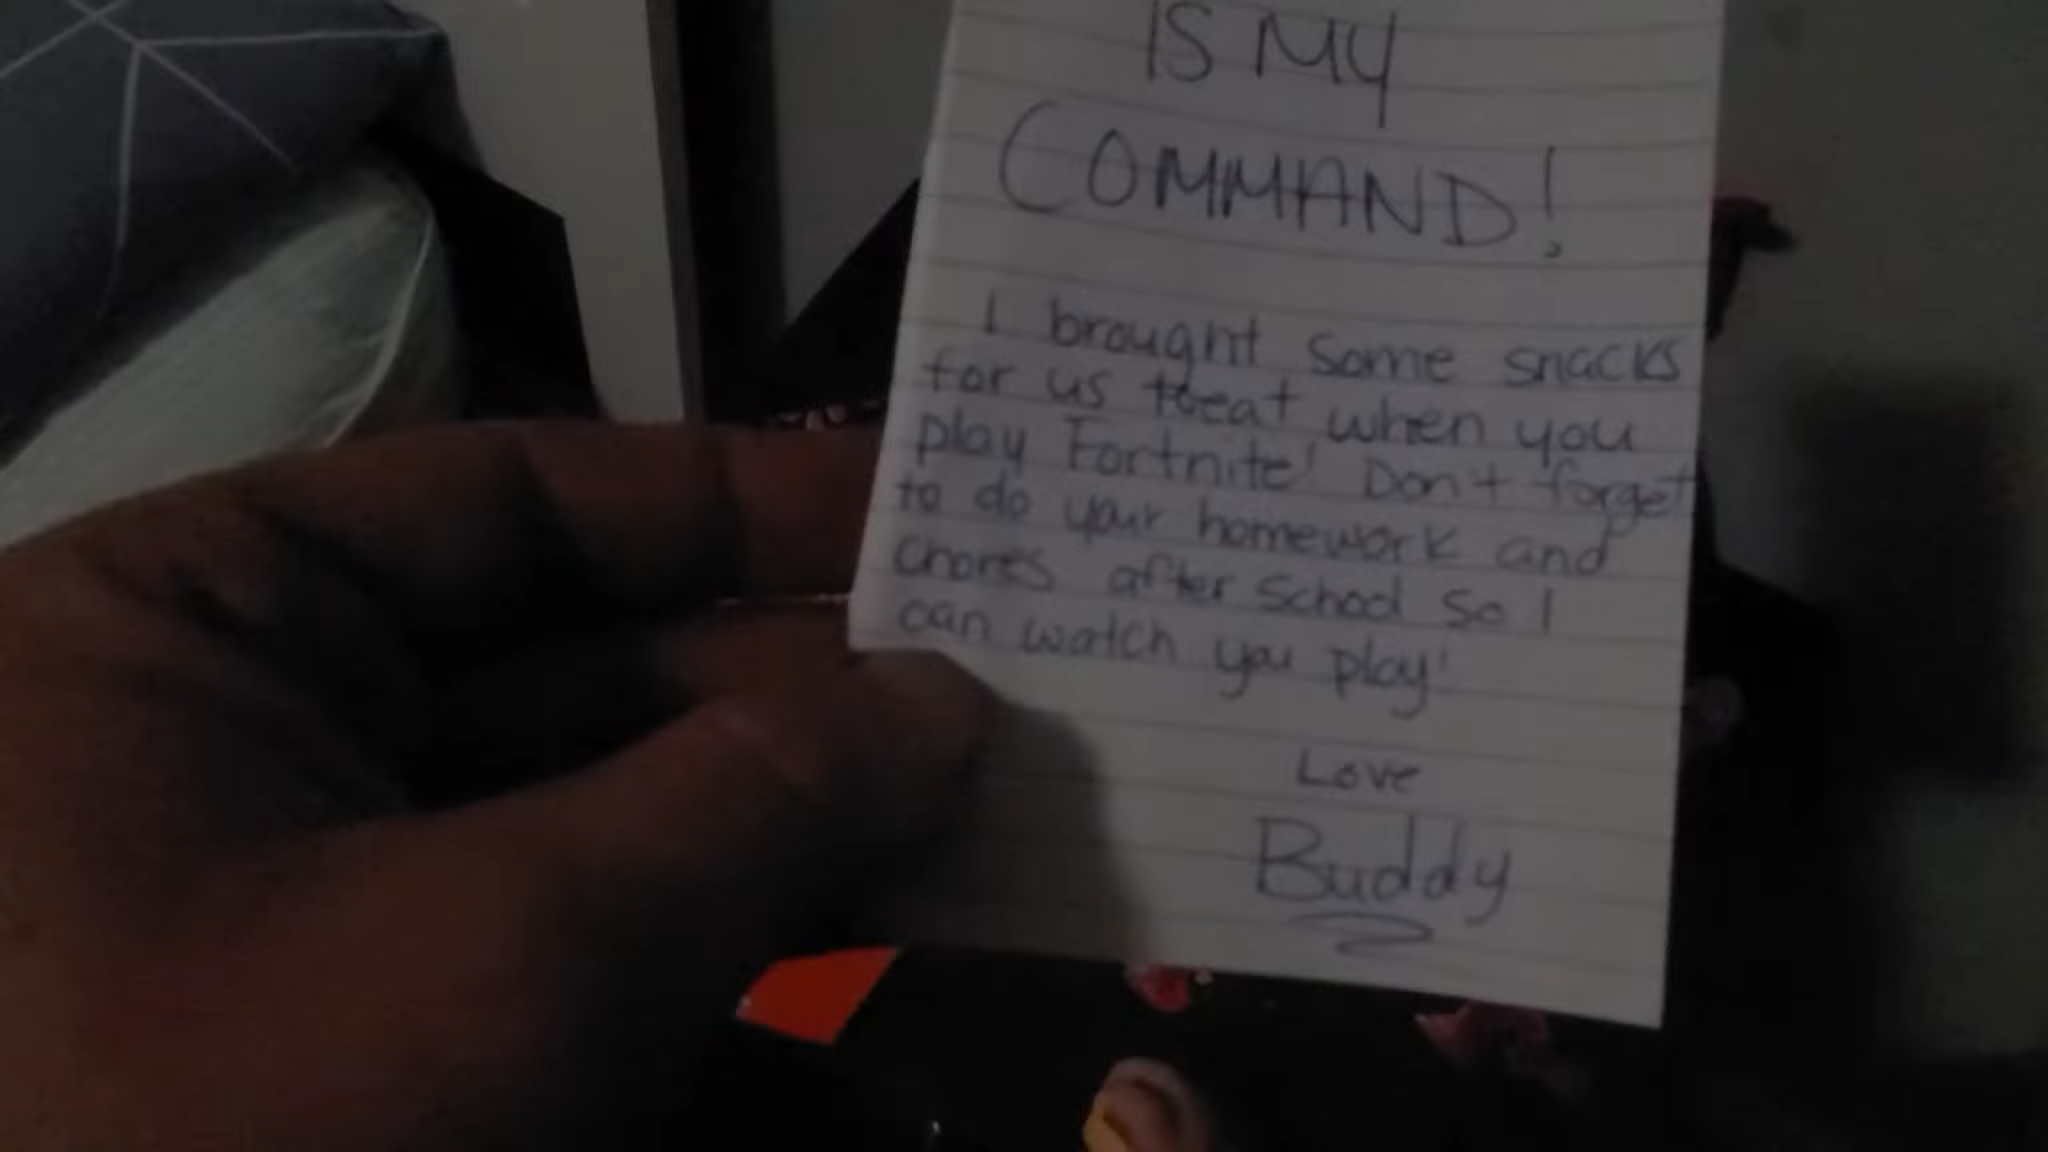 IS MY
COMMAND!
I brought some snacks
for us to eat when you
play Fortnite! Don't forget
to do your homework and
chores after school so I
can watch you play!
Love
Buddy